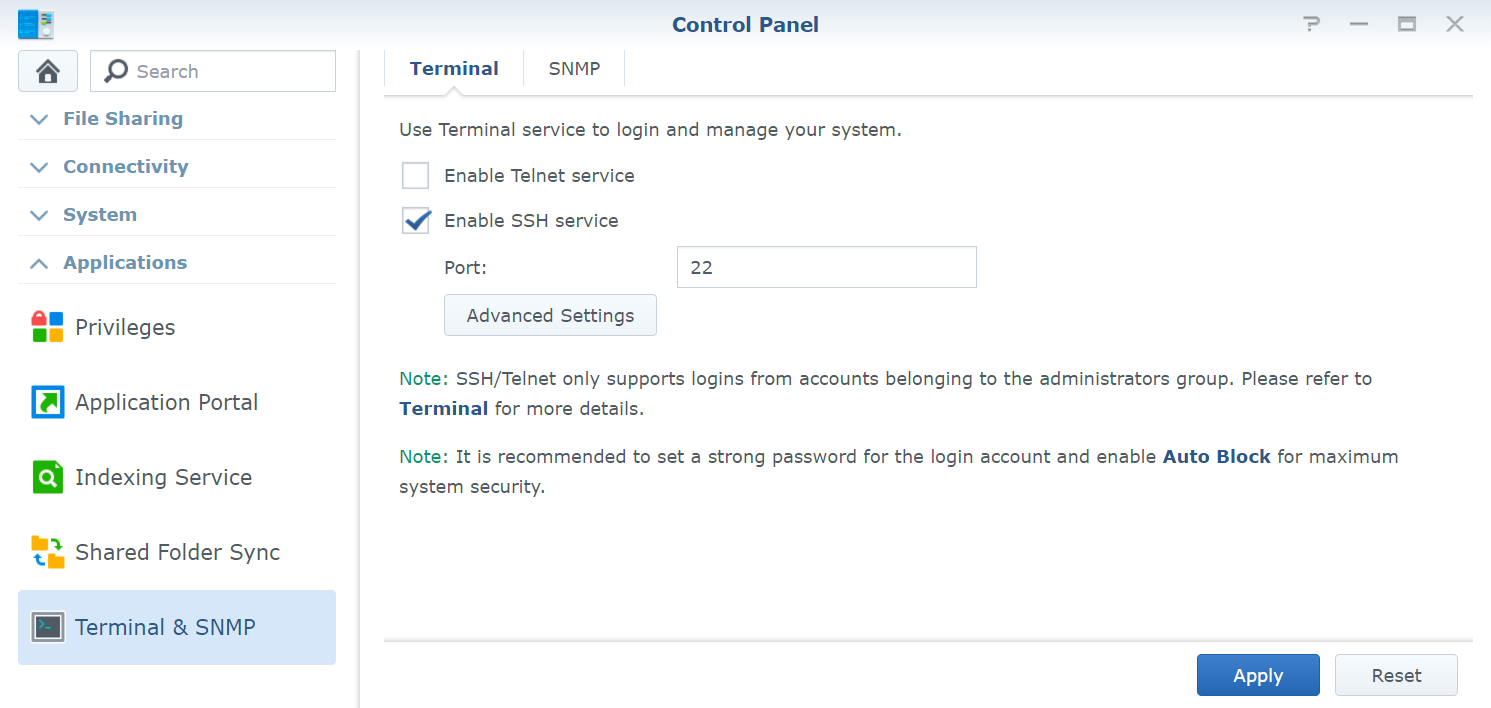 Control Panel
Search
File Sharing
Connectivity
System
Applications
Privileges
Application Portal
Indexing Service
Shared Folder Sync
Terminal & SNMP
Terminal
SNMP
Use Terminal service to login and manage your system.
Enable Telnet service
Enable SSH service
Port:
22
Advanced Settings
Note: SSH/Telnet only supports logins from accounts belonging to the administrators group. Please refer to
Terminal for more details.
Note: It is recommended to set a strong password for the login account and enable Auto Block for maximum
system security.
Apply
Reset